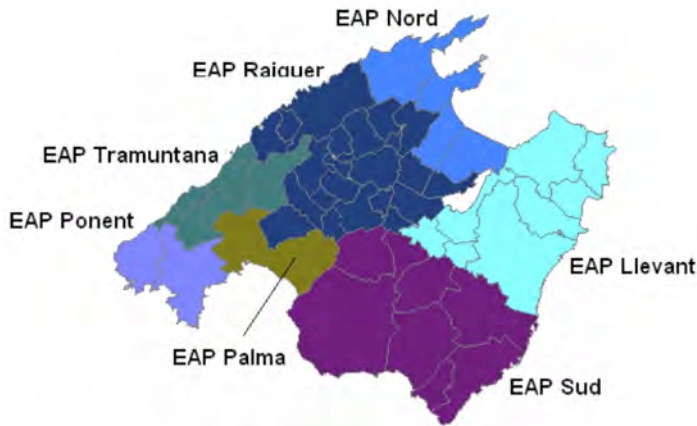 EAP Nord
EAP Raiguer
EAP Tramuntana
EAP Ponent
EAP Llevant
EAP Palma
EAP Sud